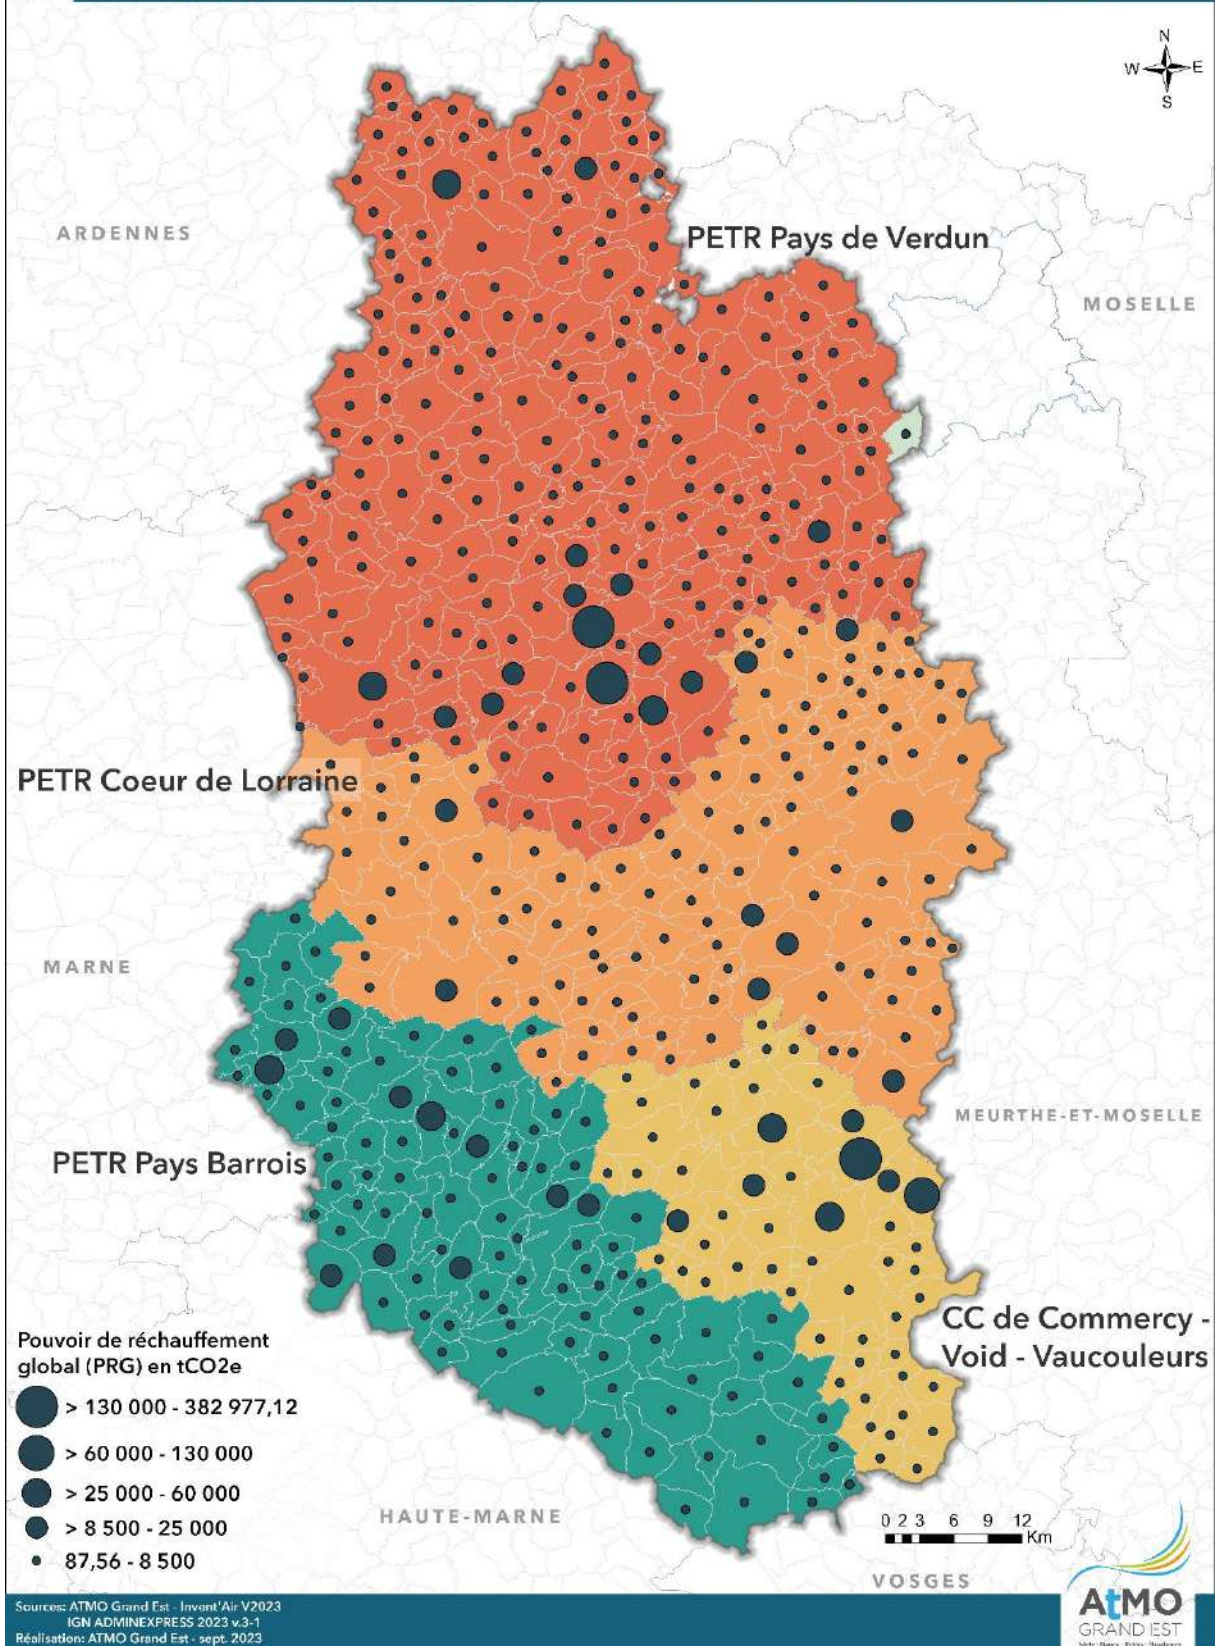 N
W E
S
ARDENNES
PETR Pays de Verdun
MOSELLE
PETR Coeur de Lorraine
MARNE
MEURTHE-ET-MOSELLE
PETR Pays Barrois
CC de Commercy -
Void - Vaucouleurs
Pouvoir de réchauffement
global (PRG) en tCO2e
> 130 000 - 382 977,12
> 60 000 - 130 000
> 25 000 - 60 000
> 8 500 - 25 000
87,56 - 8 500
HAUTE-MARNE
0 2 3 6 9 12
Km
VOSGES
Sources: ATMO Grand Est - Invent'Air V2023
IGN ADMINEXPRESS 2023 v.3-1
Réalisation: ATMO Grand Est - sept. 2023
AtMO
GRAND EST